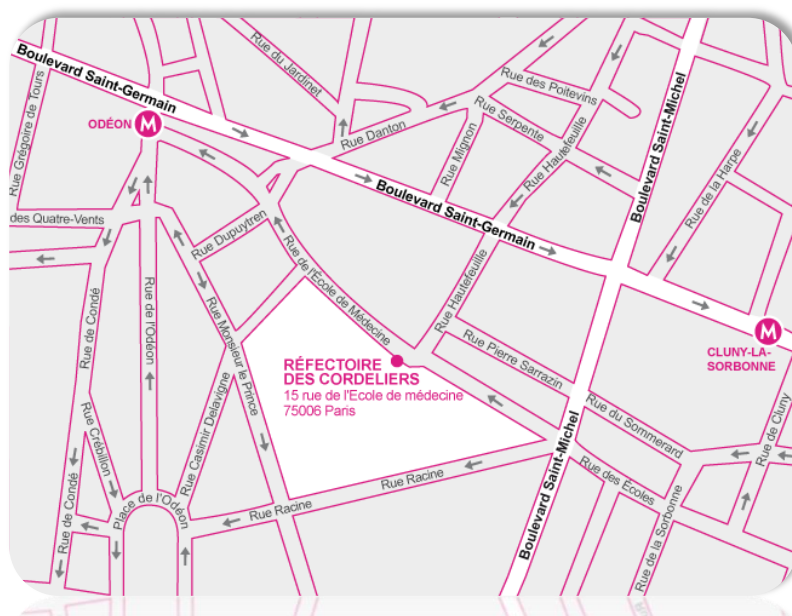 Boulevard Saint-Germain
Rue du Jardinet
Rue Grégoire de Tours
M
ODÉON
Rue Danton
Rue des Poitevins
Rue Serpente
Rue Mignon
Rue Hautefeuille
Boulevard Saint-Michel
Rue de la Harpe
Boulevard Saint-Germain
des Quatre-Vents
Rue Dupuytren
Rue de l'École de Médecine
Rue Hautefeuille
Rue de Condé
Rue de l'Odéon
Rue Monsieur le Prince
M
CLUNY-LA-
SORBONNE
RÉFECTOIRE
DES CORDELIERS
15 rue de l'Ecole de médecine
75006 Paris
Rue Pierre Sarrazin
Rue du Sommerard
Rue de Cluny
Rue Crébillon
Rue Casimir Delavigne
Rue de Condé
Place de l'Odéon
Rue Racine
Rue Racine
Boulevard Saint-Michel
Rue des Écoles
Rue de la Sorbonne